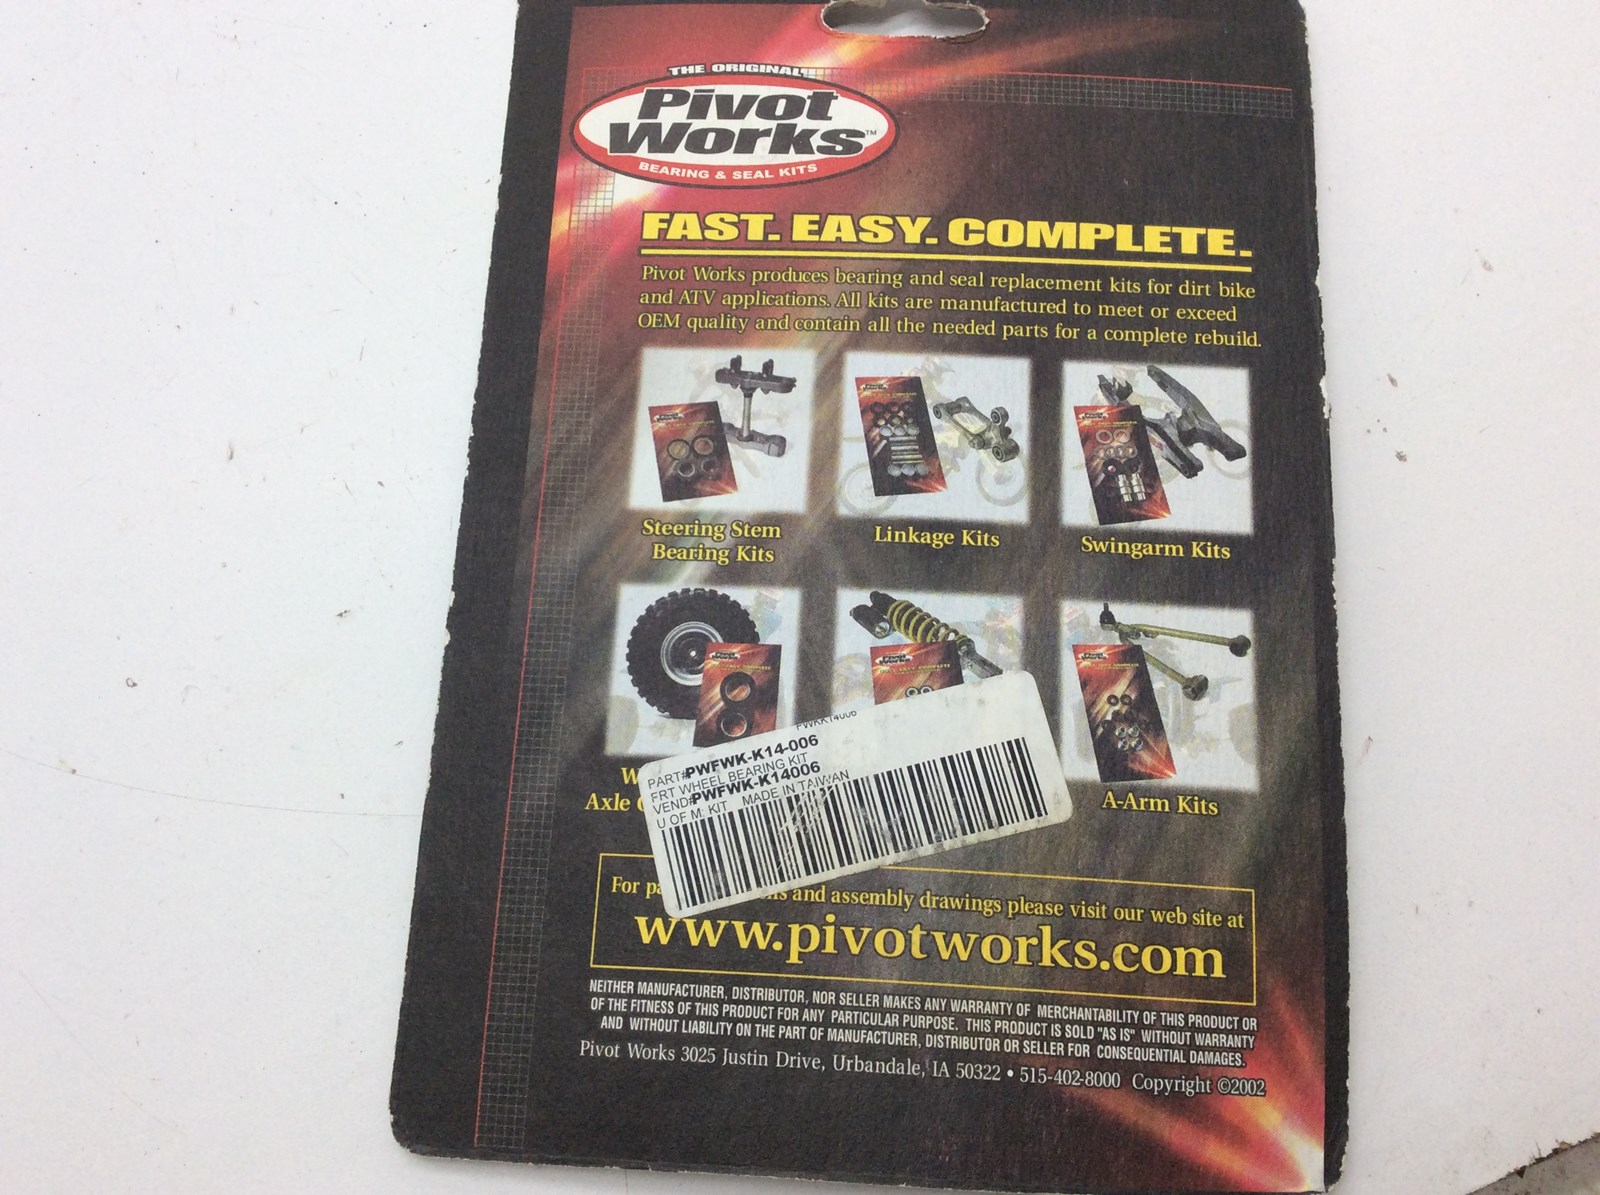 THE ORIGINAL
Pivot
Works™
BEARING & SEAL KITS
FAST. EASY. COMPLETE.
Pivot Works produces bearing and seal replacement kits for dirt bike
and ATV applications. All kits are manufactured to meet or exceed
OEM quality and contain all the needed parts for a complete rebuild.
Steering Stem
Bearing Kits
Linkage Kits
Swingarm Kits
Axle
A-Arm Kits
PART#PWFWK-K14-006
FRT WHEEL BEARING KIT
VEND#PWFWK-K14006
U OF M. KIT MADE IN TAIWAN
For and assembly drawings please visit our web site at
www.pivotworks.com
NEITHER MANUFACTURER, DISTRIBUTOR, NOR SELLER MAKES ANY WARRANTY OF MERCHANTABILITY OF THIS PRODUCT OR
OF THE FITNESS OF THIS PRODUCT FOR ANY PARTICULAR PURPOSE. THIS PRODUCT IS SOLD "AS IS" WITHOUT WARRANTY
AND WITHOUT LIABILITY ON THE PART OF MANUFACTURER, DISTRIBUTOR OR SELLER FOR CONSEQUENTIAL DAMAGES.
Pivot Works 3025 Justin Drive, Urbandale, IA 50322 • 515-402-8000 Copyright ©2002